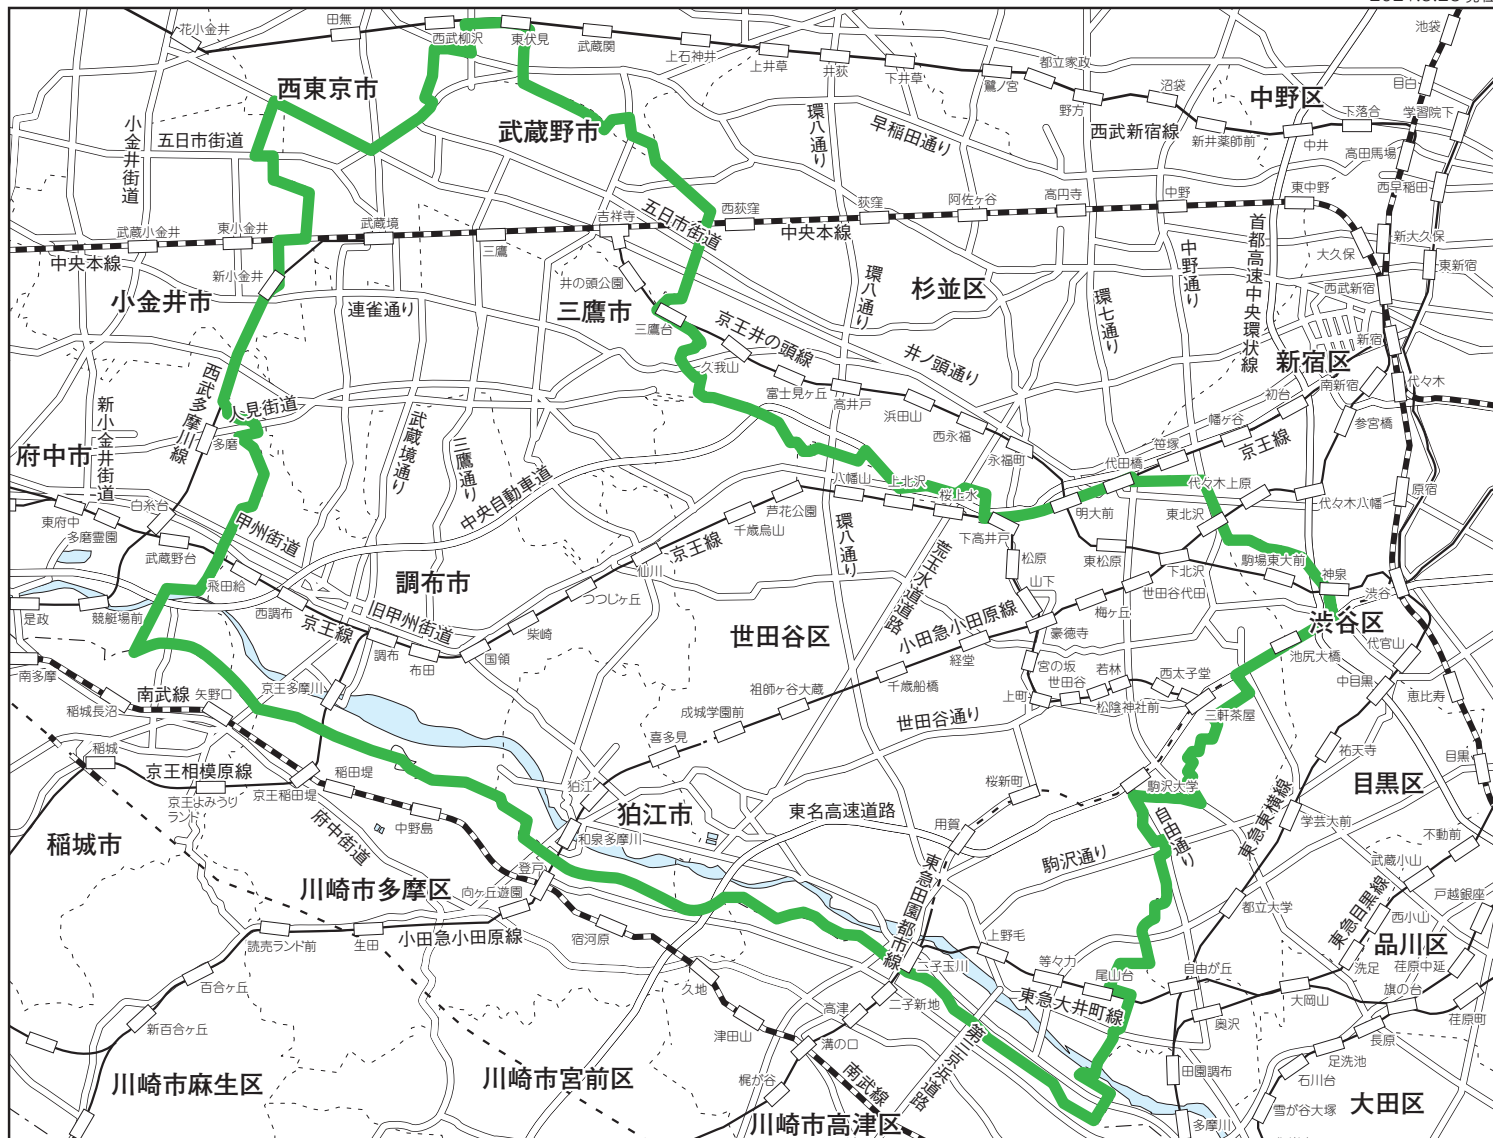 花小金井
田無
西武柳沢
東伏見
武蔵関
上石神井
上井草
井荻
下井草
鷺ノ宮
都立家政
野方
沼袋
新井薬師前
中井
下落合
池袋
目白
学習院下
高田馬場
西早稲田
西東京市
武蔵野市
中野区
小金井街道
五日市街道
環八通り
早稲田通り
西武新宿線
武蔵小金井
東小金井
武蔵境
三鷹
吉祥寺
西荻窪
荻窪
阿佐ヶ谷
高円寺
中野
東中野
大久保
新大久保
東新宿
西武新宿
新宿
中央本線
五日市街道
中央本線
新小金井
井の頭公園
三鷹台
小金井市
連雀通り
三鷹市
京王井の頭線
環八通り
杉並区
井ノ頭通り
環七通り
中野通り
首都高速中央環状線
新宿区
南新宿
代々木
参宮橋
初台
幡ヶ谷
京王線
笹塚
代田橋
久我山
富士見ヶ丘
高井戸
浜田山
西永福
永福町
西武多摩川線
人見街道
多磨
新小金井街道
府中市
武蔵境通り
三鷹通り
中央自動車道
白糸台
東府中
多磨霊園
武蔵野台
甲州街道
飛田給
西調布
調布市
旧甲州街道
京王線
調布
布田
国領
柴崎
つつじヶ丘
仙川
京王線
千歳烏山
芦花公園
八幡山
上北沢
桜上水
下高井戸
明大前
環八通り
荒玉水道道路
松原
山下
東松原
代々木上原
東北沢
代々木八幡
原宿
下北沢
世田谷代田
梅ヶ丘
豪徳寺
駒場東大前
神泉
渋谷
渋谷区
是政
競艇場前
南多摩
南武線
稲城長沼
矢野口
京王多摩川
世田谷区
小田急小田原線
経堂
千歳船橋
祖師ヶ谷大蔵
成城学園前
喜多見
宮の坂
世田谷
上町
若林
松陰神社前
西太子堂
三軒茶屋
池尻大橋
代官山
中目黒
恵比寿
世田谷通り
稲城
京王相模原線
京王よみうりランド
京王稲田堤
稲田堤
中野島
府中街道
稲城市
狛江
狛江市
和泉多摩川
登戸
向ヶ丘遊園
東名高速道路
桜新町
用賀
駒沢大学
自由通り
駒沢通り
祐天寺
目黒
目黒区
東急東横線
学芸大前
不動前
武蔵小山
戸越銀座
西小山
東急目黒線
都立大学
品川区
洗足
荏原中延
旗の台
荏原町
川崎市多摩区
読売ランド前
生田
小田急小田原線
宿河原
久地
津田山
東急田園都市線
二子玉川
二子新地
高津
溝の口
梶が谷
上野毛
等々力
尾山台
東急大井町線
自由が丘
奥沢
大岡山
長原
足洗池
石川台
雪が谷大塚
田園調布
多摩川
大田区
百合ヶ丘
新百合ヶ丘
川崎市麻生区
川崎市宮前区
川崎市高津区
南武線
第三京浜道路